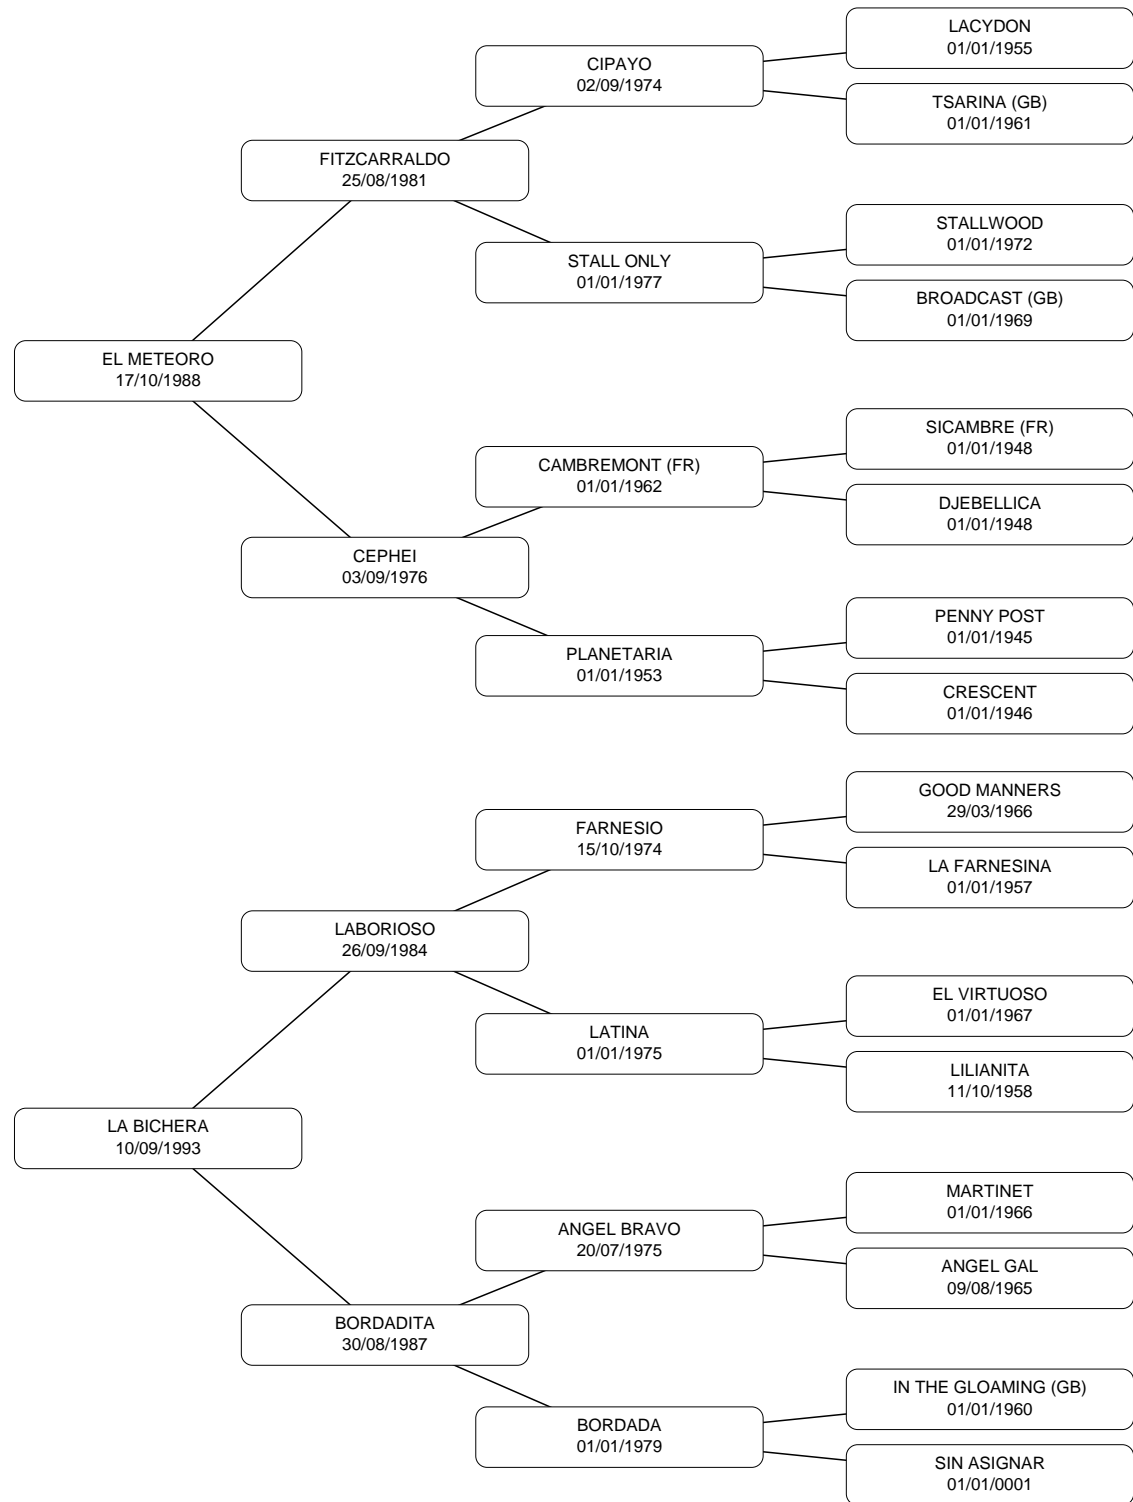 LACYDON
01/01/1955
CIPAYO
02/09/1974
TSARINA (GB)
01/01/1961
FITZCARRALDO
25/08/1981
STALLWOOD
01/01/1972
STALL ONLY
01/01/1977
BROADCAST (GB)
01/01/1969
EL METEORO
17/10/1988
SICAMBRE (FR)
01/01/1948
CAMBREMONT (FR)
01/01/1962
DJEBELLICA
01/01/1948
CEPHEI
03/09/1976
PENNY POST
01/01/1945
PLANETARIA
01/01/1953
CRESCENT
01/01/1946
GOOD MANNERS
29/03/1966
FARNESIO
15/10/1974
LA FARNESINA
01/01/1957
LABORIOSO
26/09/1984
EL VIRTUOSO
01/01/1967
LATINA
01/01/1975
LILIANITA
11/10/1958
LA BICHERA
10/09/1993
MARTINET
01/01/1966
ANGEL BRAVO
20/07/1975
ANGEL GAL
09/08/1965
BORDADITA
30/08/1987
IN THE GLOAMING (GB)
01/01/1960
BORDADA
01/01/1979
SIN ASIGNAR
01/01/0001